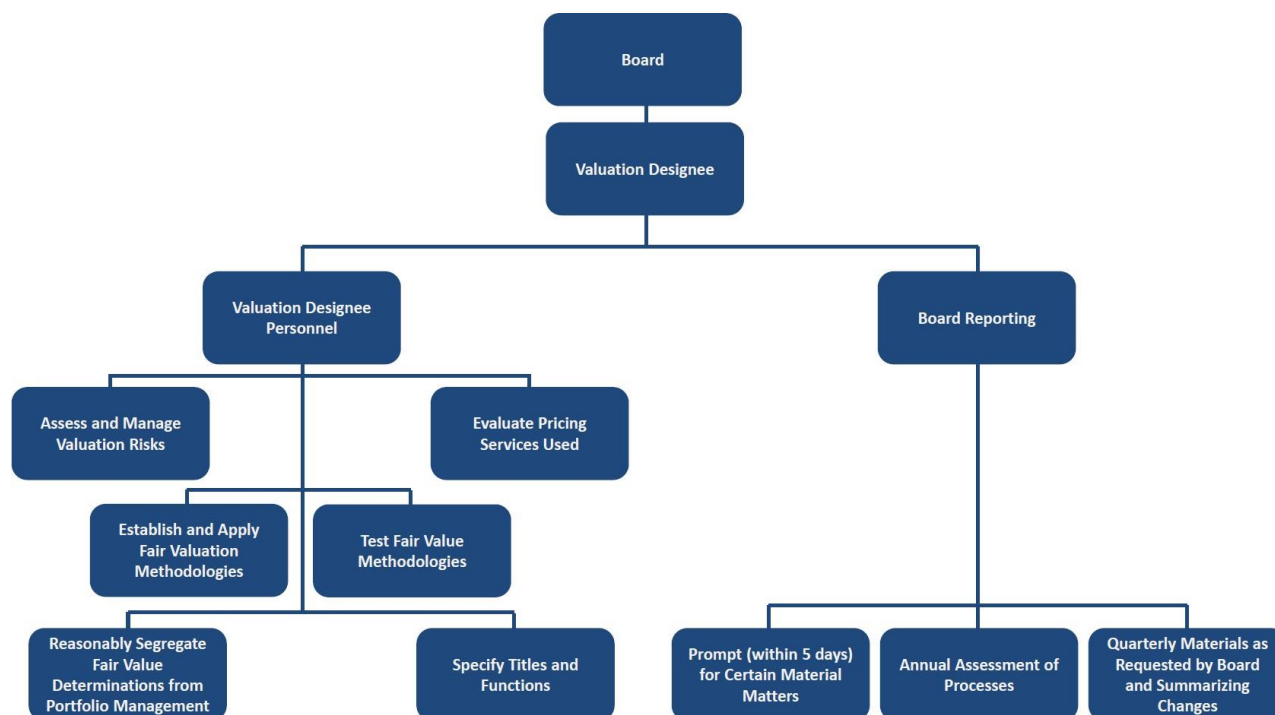 Board
Valuation Designee
Valuation Designee
Personnel
Board Reporting
Assess and Manage
Valuation Risks
Evaluate Pricing
Services Used
Establish and Apply
Fair Valuation
Methodologies
Test Fair Value
Methodologies
Reasonably Segregate
Fair Value
Determinations from
Portfolio Management
Specify Titles and
Functions
Prompt (within 5 days)
for Certain Material
Matters
Annual Assessment of
Processes
Quarterly Materials as
Requested by Board
and Summarizing
Changes